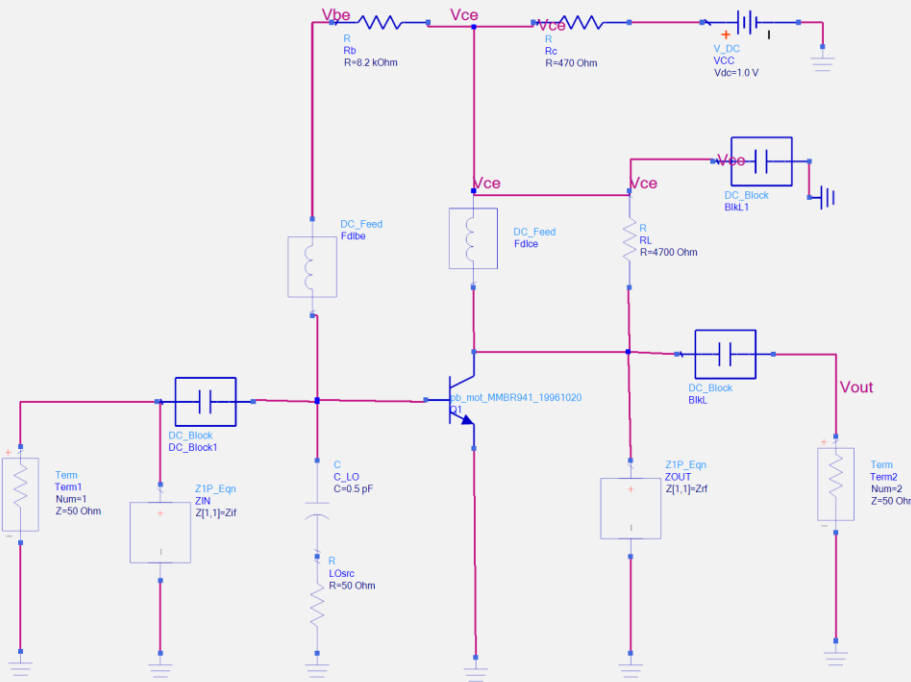 Vbe
Vce
Vce
R
Rb
R=8.2 kOhm
R
Rc
R=470 Ohm
+
V_DC
VCC
Vdc=1.0 V
Vce
Vce
Vce
DC_Block
BlkL1
DC_Feed
Fdlbe
DC_Feed
Fdlce
R
RL
R=4700 Ohm
DC_Block
BlkL
Vout
pb_mot_MMBR941_19961020
Q1
DC_Block
DC_Block1
+
Term
Term1
Num=1
Z=50 Ohm
Z1P_Eqn
ZIN
Z[1,1]=Zif
+
C
C_LO
C=0.5 pF
R
LOsrc
R=50 Ohm
Z1P_Eqn
ZOUT
Z[1,1]=Zrf
+
+
Term
Term2
Num=2
Z=50 Ohm